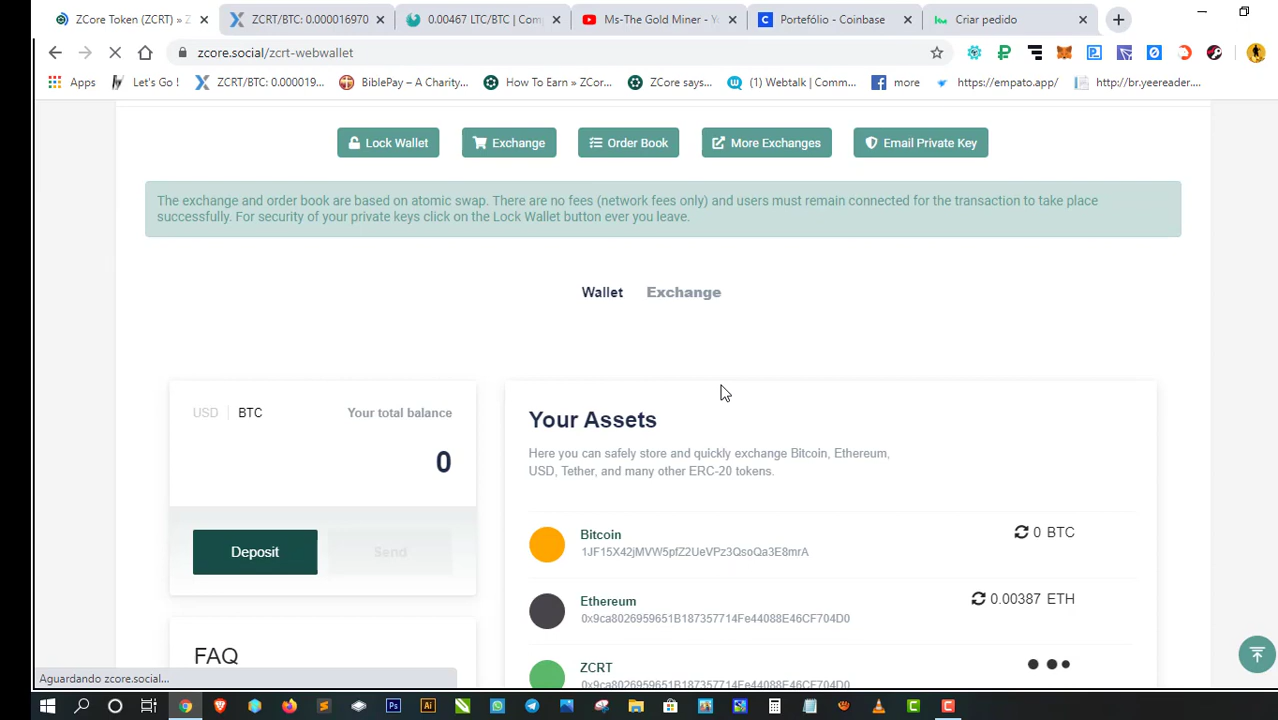 ZCore Token (ZCRT) » Z
ZCRT/BTC: 0.000016970
0.00467 LTC/BTC | Com
Ms-The Gold Miner - Yo
Portefólio - Coinbase
Criar pedido
zcore.social/zcrt-webwallet
Apps
Let's Go !
ZCRT/BTC: 0.000019...
BiblePay – A Charity...
How To Earn » ZCor...
ZCore says...
(1) Webtalk | Comm...
more
https://empato.app/
http://br.yeereader....
Lock Wallet
Exchange
Order Book
More Exchanges
Email Private Key
The exchange and order book are based on atomic swap. There are no fees (network fees only) and users must remain connected for the transaction to take place
successfully. For security of your private keys click on the Lock Wallet button ever you leave.
Wallet
Exchange
USD
BTC
Your total balance
0
Deposit
Send
FAQ
Your Assets
Here you can safely store and quickly exchange Bitcoin, Ethereum,
USD, Tether, and many other ERC-20 tokens.
Bitcoin
1JF15X42jMVW5pfZ2UeVPz3QsoQa3E8mrA
0 BTC
Ethereum
0x9ca8026959651B187357714Fe44088E46CF704D0
0.00387 ETH
ZCRT
0x9ca8026959651B187357714Fe44088E46CF704D0
Aguardando zcore.social...